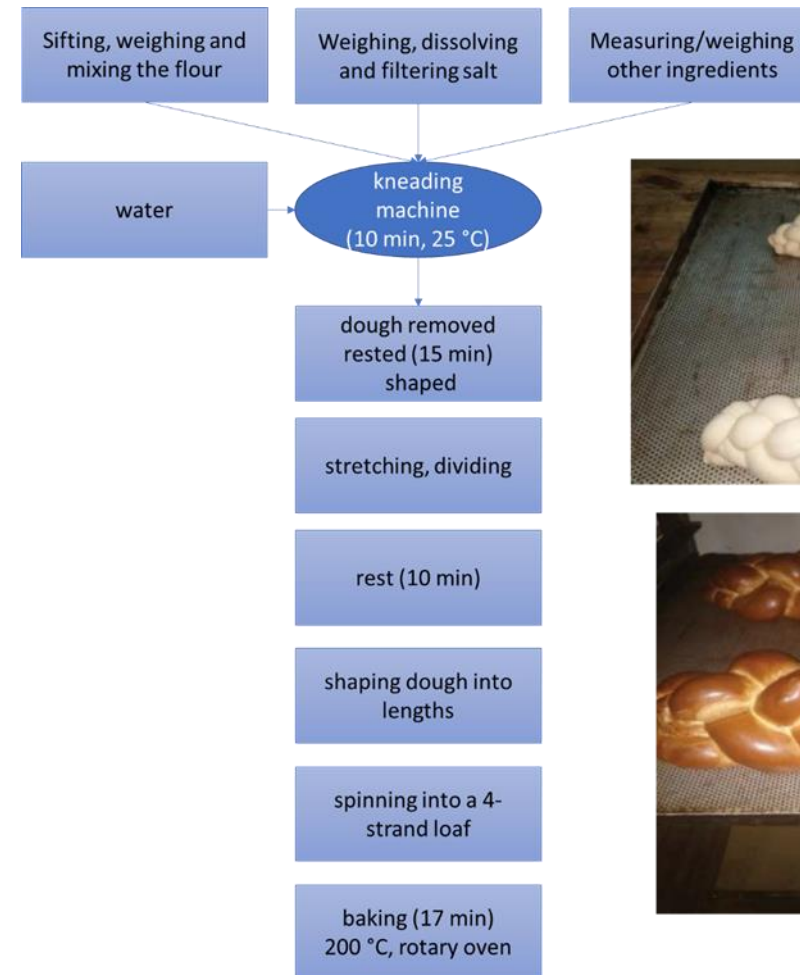 Sifting, weighing and
mixing the flour
Weighing, dissolving
and filtering salt
Measuring/weighing
other ingredients
water
kneading
machine
(10 min, 25 °C)
dough removed
rested (15 min)
shaped
stretching, dividing
rest (10 min)
shaping dough into
lengths
spinning into a 4-
strand loaf
baking (17 min)
200 °C, rotary oven